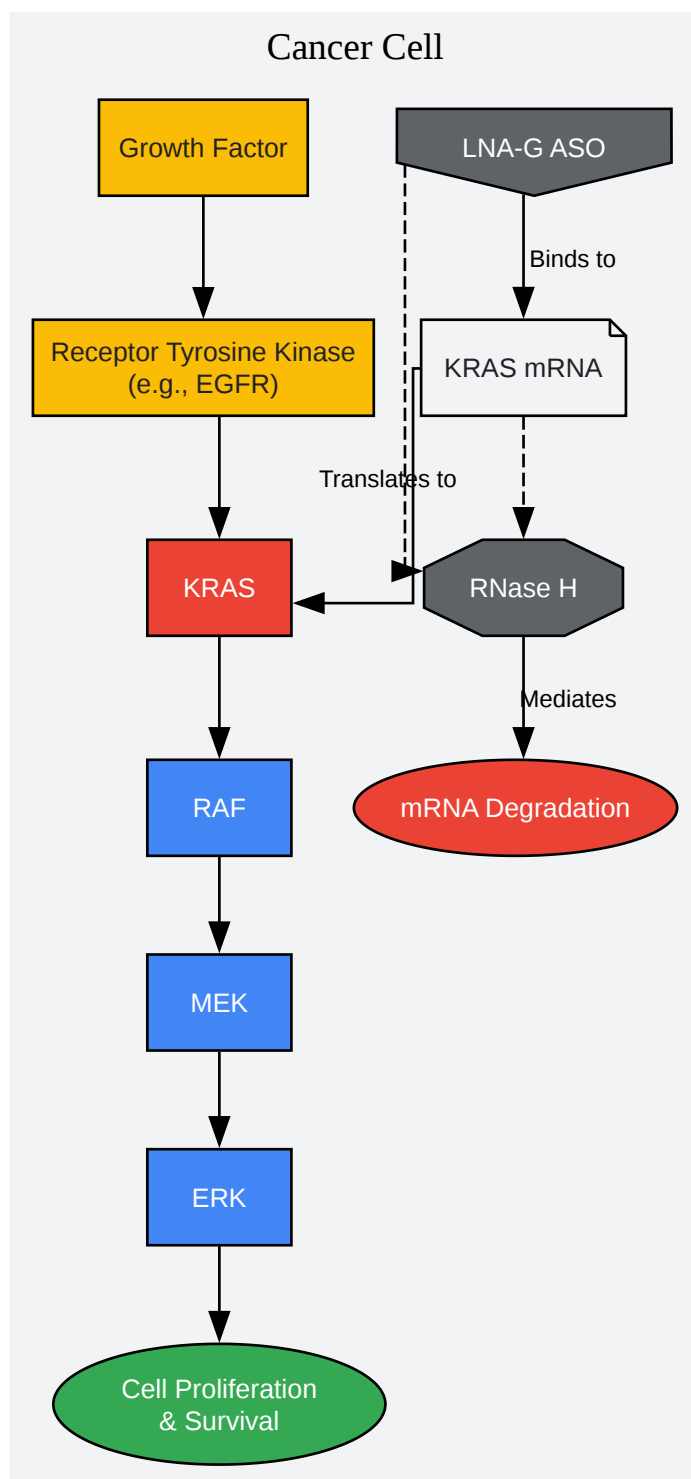 Cancer Cell
Growth Factor
LNA-G ASO
Binds to
Receptor Tyrosine Kinase
(e.g., EGFR)
KRAS mRNA
Translates to
KRAS
RNase H
Mediates
RAF
mRNA Degradation
MEK
ERK
Cell Proliferation
& Survival